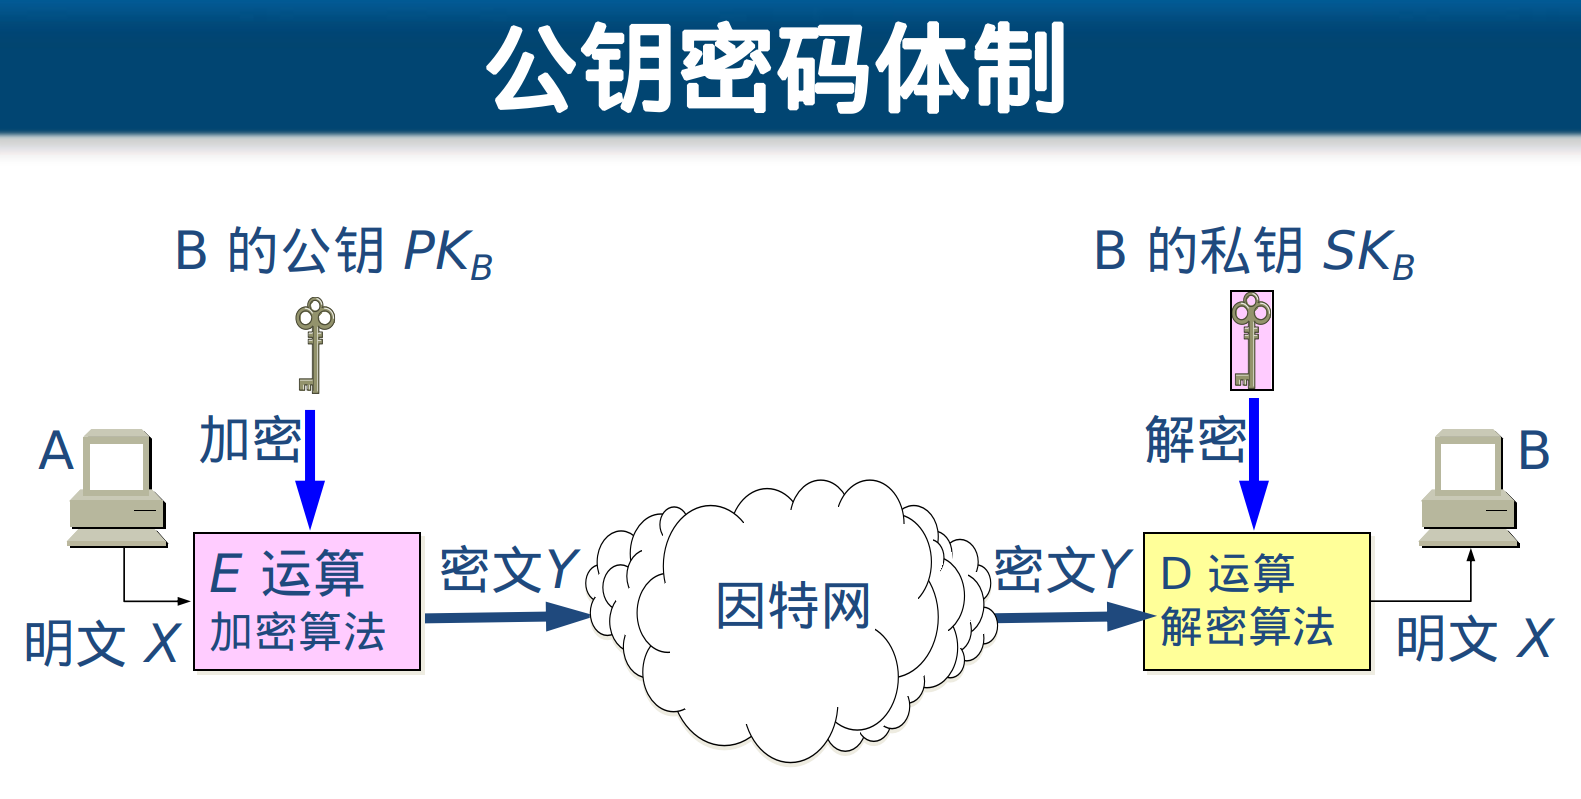 公钥密码体制
B 的公钥 PK_B
B 的私钥 SK_B
加密
解密
A
B
E 运算
加密算法
密文Y
因特网
密文Y
D 运算
解密算法
明文 X
明文 X